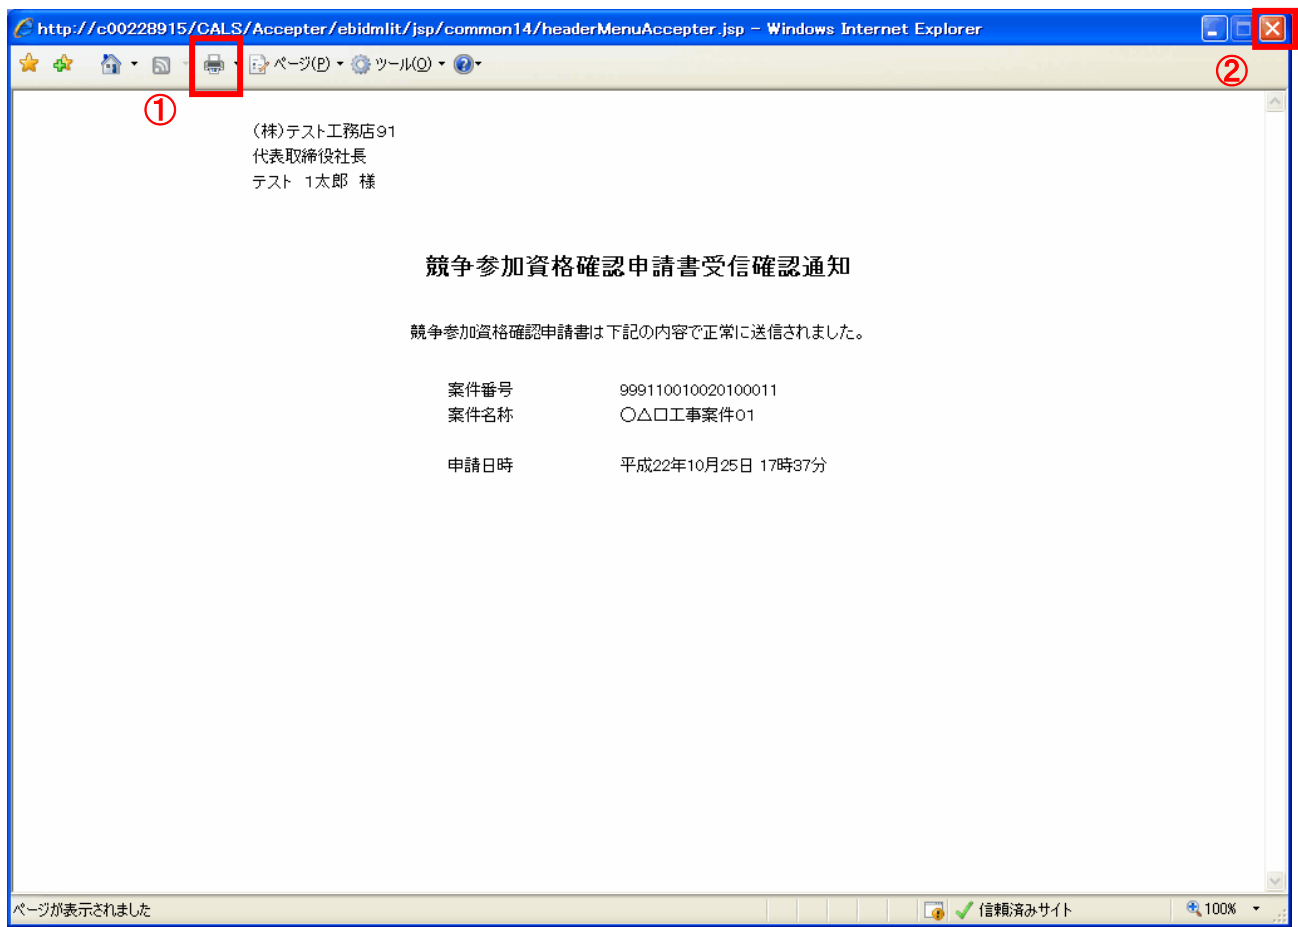 http://c00228915/CALS/Accepter/ebidmlit/jsp/common14/headerMenuAccepter.jsp - Windows Internet Explorer
ページ(P) ツール(O)
①
②
(株)テスト工務店91
代表取締役社長
テスト 1太郎 様
競争参加資格確認申請書受信確認通知
競争参加資格確認申請書は下記の内容で正常に送信されました。
案件番号 999110010020100011
案件名称 〇△口工事案件01
申請日時 平成22年10月25日 17時37分
ページが表示されました 信頼済みサイト 100%